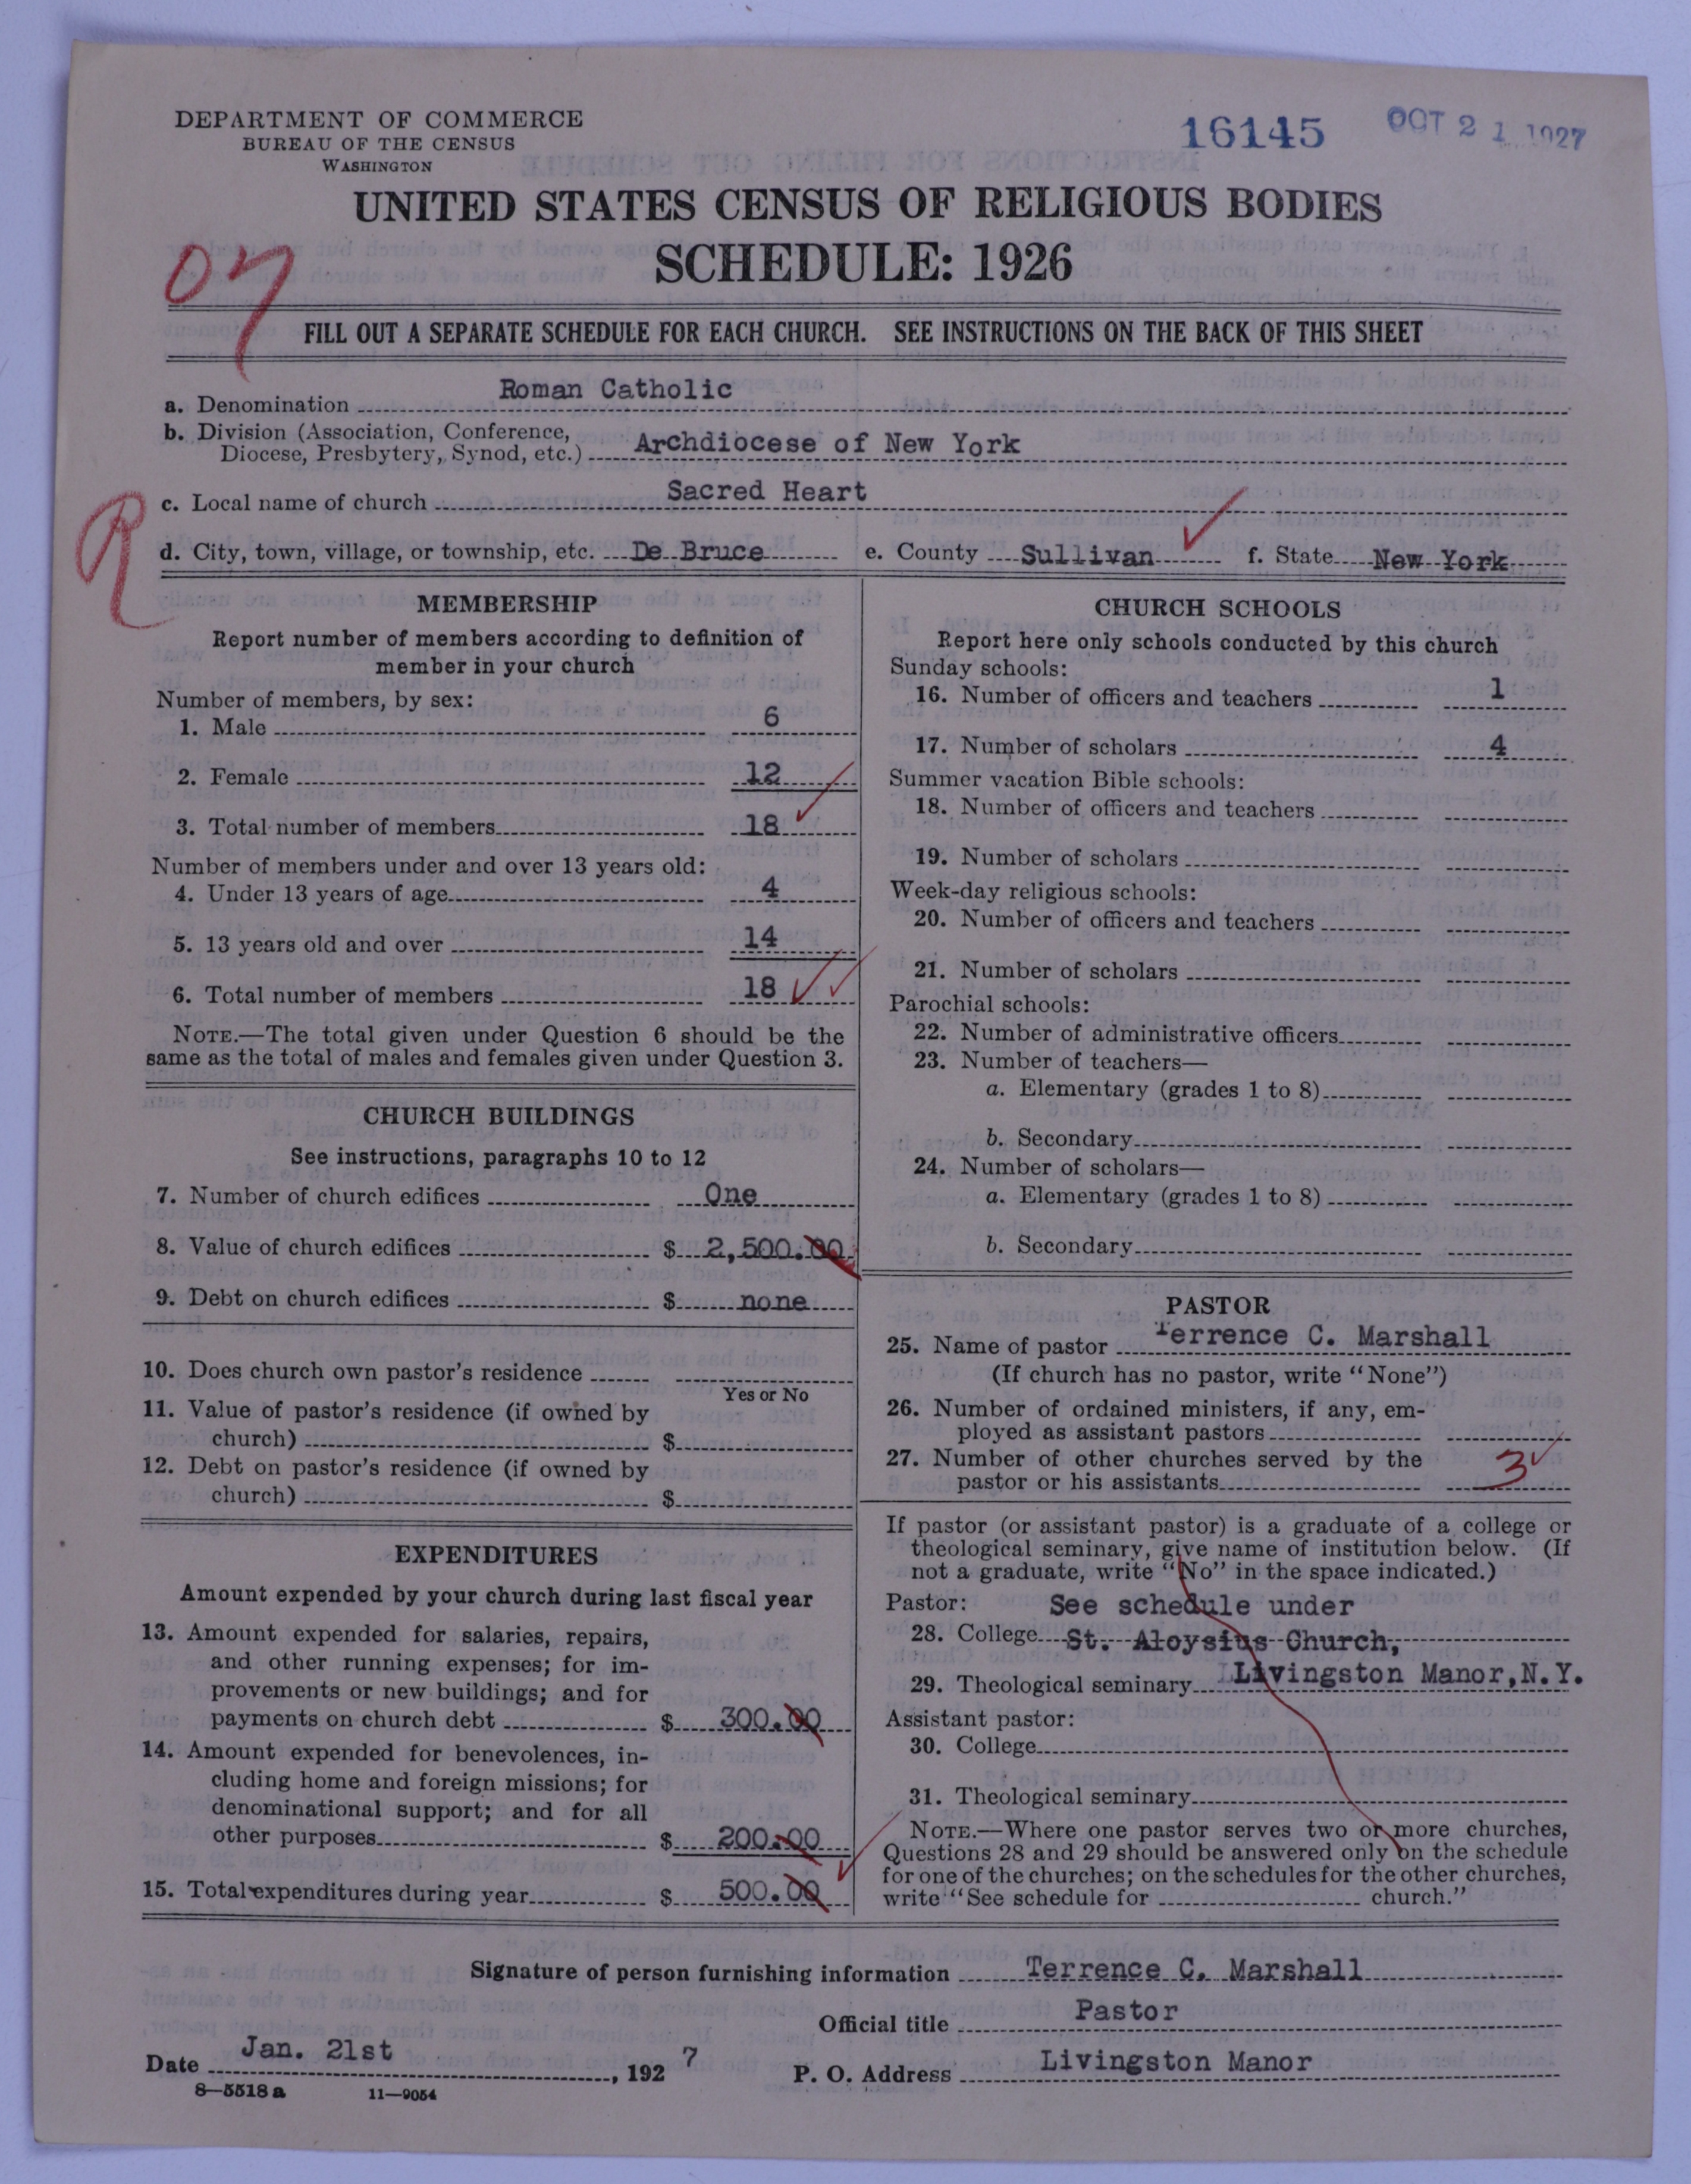 DEPARTMENT OF COMMERCE
BUREAU OF THE CENSUS
WASHINGTON
16145
OCT 21 1927
UNITED STATES CENSUS OF RELIGIOUS BODIES
SCHEDULE: 1926
07
FILL OUT A SEPARATE SCHEDULE FOR EACH CHURCH. SEE INSTRUCTIONS ON THE BACK OF THIS SHEET
a. Denomination Roman Catholic
b. Division (Association, Conference,
Diocese, Presbytery, Synod, etc.) Archdiocese of New York
R
c. Local name of church Sacred Heart
d. City, town, village, or township, etc. De Bruce e. County Sullivan f. State New York
MEMBERSHIP
Report number of members according to definition of
member in your church
Number of members, by sex:
1. Male 6
2. Female 12
3. Total number of members 18
Number of members under and over 13 years old:
4. Under 13 years of age 4
5. 13 years old and over 14
6. Total number of members 18
NOTE.—The total given under Question 6 should be the
same as the total of males and females given under Question 3.
CHURCH BUILDINGS
See instructions, paragraphs 10 to 12
7. Number of church edifices One
8. Value of church edifices $ 2,500.00
9. Debt on church edifices $ none
10. Does church own pastor's residence
Yes or No
11. Value of pastor's residence (if owned by
church) $
12. Debt on pastor's residence (if owned by
church) $
EXPENDITURES
Amount expended by your church during last fiscal year
13. Amount expended for salaries, repairs,
and other running expenses; for im-
provements or new buildings; and for
payments on church debt $ 300.00
14. Amount expended for benevolences, in-
cluding home and foreign missions; for
denominational support; and for all
other purposes $ 200.00
15. Total expenditures during year $ 500.00
CHURCH SCHOOLS
Report here only schools conducted by this church
Sunday schools:
16. Number of officers and teachers 1
17. Number of scholars 4
Summer vacation Bible schools:
18. Number of officers and teachers
19. Number of scholars
Week-day religious schools:
20. Number of officers and teachers
21. Number of scholars
Parochial schools:
22. Number of administrative officers
23. Number of teachers—
a. Elementary (grades 1 to 8)
b. Secondary
24. Number of scholars—
a. Elementary (grades 1 to 8)
b. Secondary
PASTOR
25. Name of pastor Terrence C. Marshall
(If church has no pastor, write "None")
26. Number of ordained ministers, if any, em-
ployed as assistant pastors
27. Number of other churches served by the
pastor or his assistants 3
If pastor (or assistant pastor) is a graduate of a college or
theological seminary, give name of institution below. (If
not a graduate, write "No" in the space indicated.)
Pastor: See schedule under
28. College St. Aloysius Church,
29. Theological seminary Livingston Manor, N.Y.
Assistant pastor:
30. College
31. Theological seminary
NOTE.—Where one pastor serves two or more churches,
Questions 28 and 29 should be answered only on the schedule
for one of the churches; on the schedules for the other churches,
write "See schedule for church."
Signature of person furnishing information Terrence C. Marshall
Official title Pastor
Date Jan. 21st, 1927 P. O. Address Livingston Manor
8—5518 a 11—9054